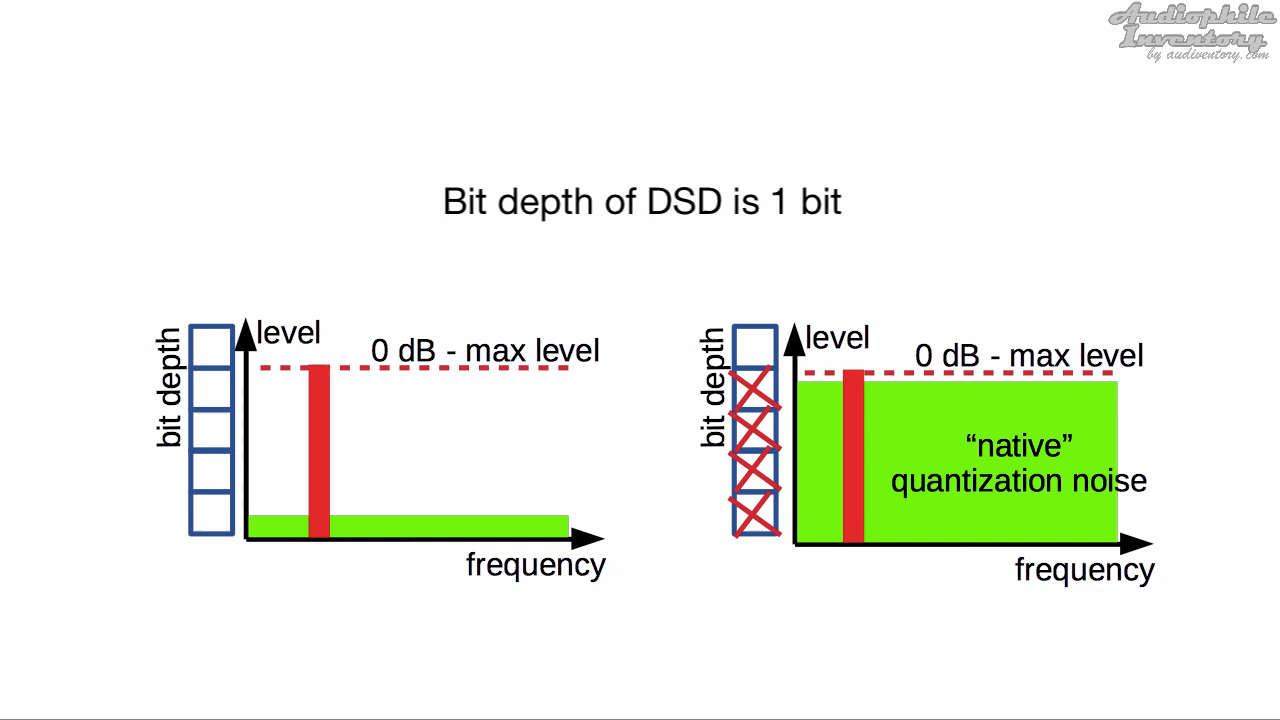 Audiophile
Inventory
by audiventory.com
Bit depth of DSD is 1 bit
bit depth
level
0 dB - max level
frequency
bit depth
level
0 dB - max level
“native”
quantization noise
frequency